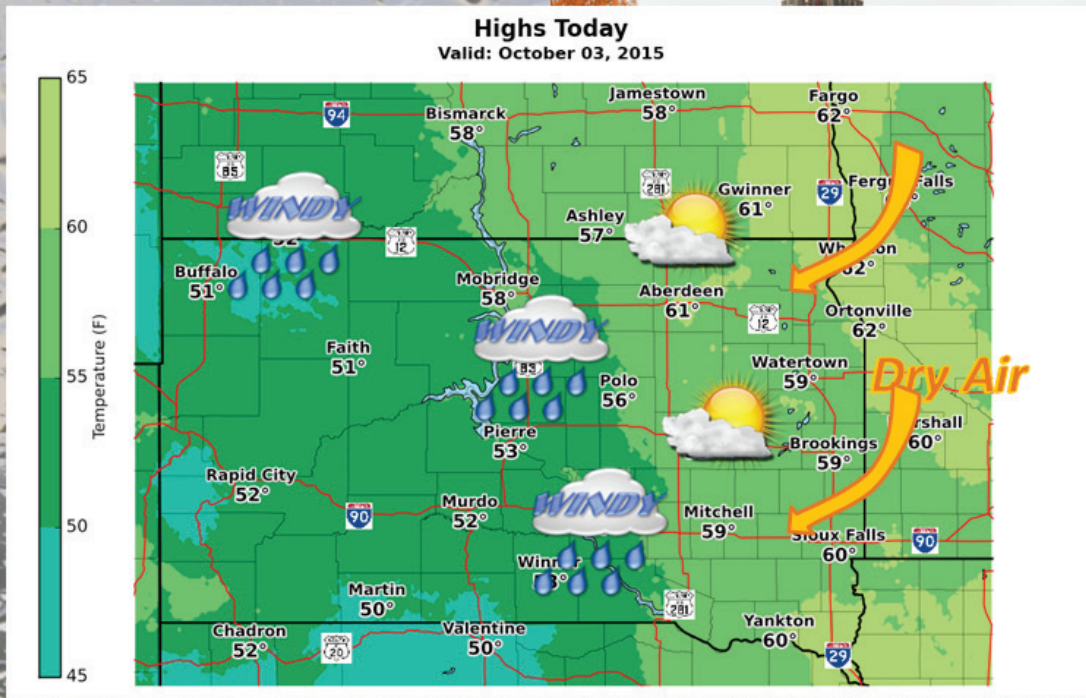 Highs Today
Valid: October 03, 2015
65
60
55
50
45
Temperature (F)
94
Bismarck
58°
Jamestown
58°
Fargo
62°
85
281
Gwinner
61°
29
Falls
WINDY
Ashley
57°
12
Buffalo
51°
Mobridge
58°
Aberdeen
61°
12
62°
Ortonville
62°
WINDY
83
Faith
51°
Polo
56°
Watertown
59°
Dry Air
Pierre
53°
Brookings
59°
60°
Rapid City
52°
90
Murdo
52°
WINDY
Mitchell
59°
Sioux Falls
60°
90
Martin
50°
281
Chadron
52°
20
Valentine
50°
Yankton
60°
29